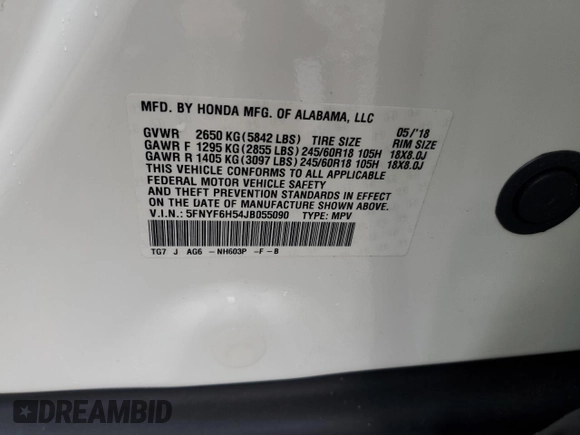 MFD. BY HONDA MFG. OF ALABAMA, LLC
GVWR 2650 KG(5842 LBS) TIRE SIZE 05/'18 RIM SIZE
GAWR F 1295 KG(2855 LBS)245/60R18 105H 18X8.0J
GAWR R 1405 KG(3097 LBS)245/60R18 105H 18X8.0J
THIS VEHICLE CONFORMS TO ALL APPLICABLE
FEDERAL MOTOR VEHICLE SAFETY
AND THEFT PREVENTION STANDARDS IN EFFECT
ON THE DATE OF MANUFACTURE SHOWN ABOVE.
V.I.N.: 5FNYF6H54JB055090 TYPE: MPV
TG7 J AG6 -NH603P -F-B
DREAMBID